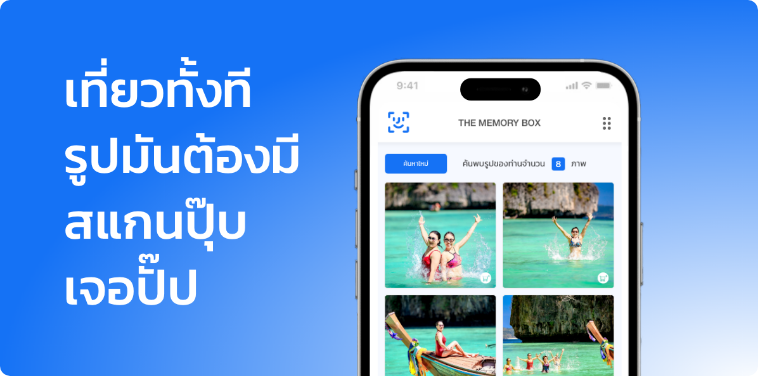 เที่ยวทั้งที
รูปมันต้องมี
สแกนปุ๊บ
เจอปั๊ป
9:41
THE MEMORY BOX
ค้นหาใหม่
ค้นพบรูปของท่านจำนวน 8 ภาพ